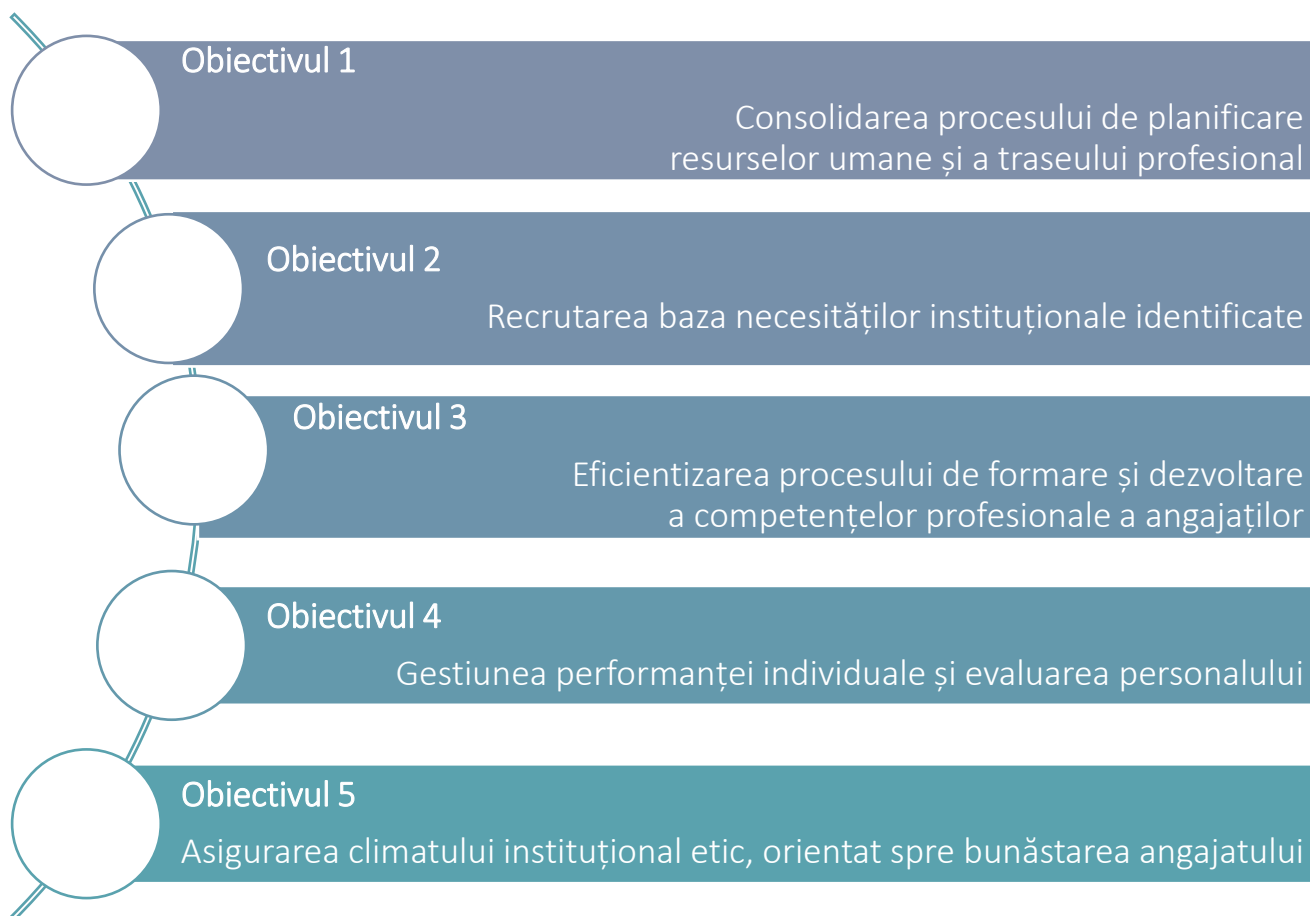 Obiectivul 1
Consolidarea procesului de planificare
resurselor umane și a traseului profesional
Obiectivul 2
Recrutarea baza necesităților instituționale identificate
Obiectivul 3
Eficientizarea procesului de formare și dezvoltare
a competențelor profesionale a angajaților
Obiectivul 4
Gestiunea performanței individuale și evaluarea personalului
Obiectivul 5
Asigurarea climatului instituțional etic, orientat spre bunăstarea angajatului